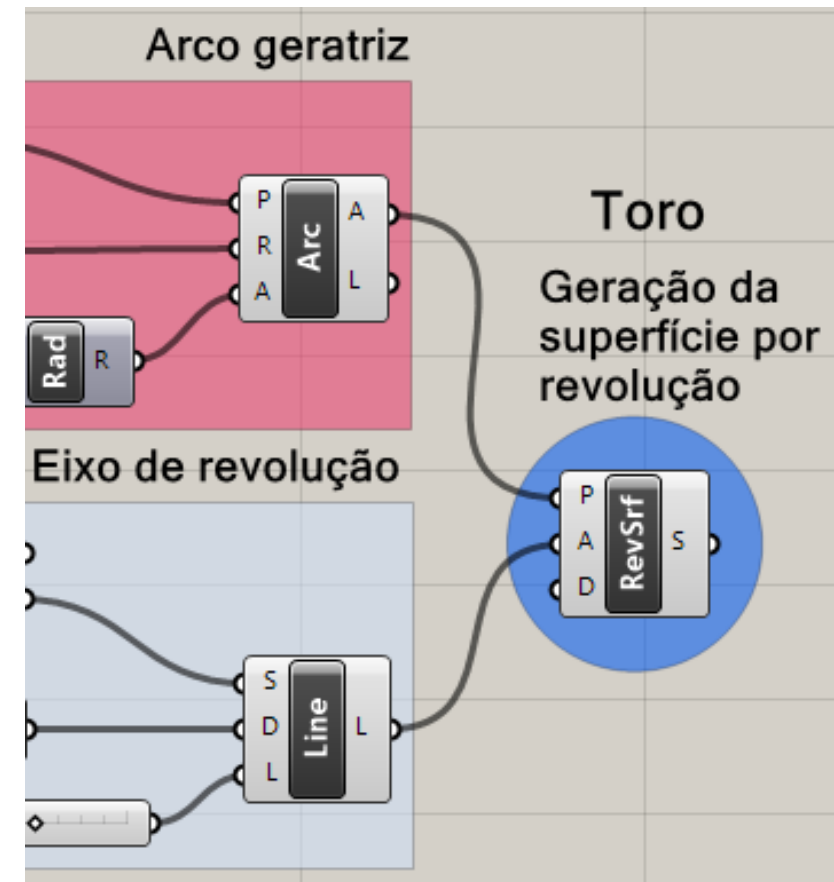 Arco geratriz
P
R
A
Arc
A
L
Rad
R
Toro
Geração da
superfície por
revolução
P
A
D
RevSrf
S
Eixo de revolução
S
D
L
Line
L